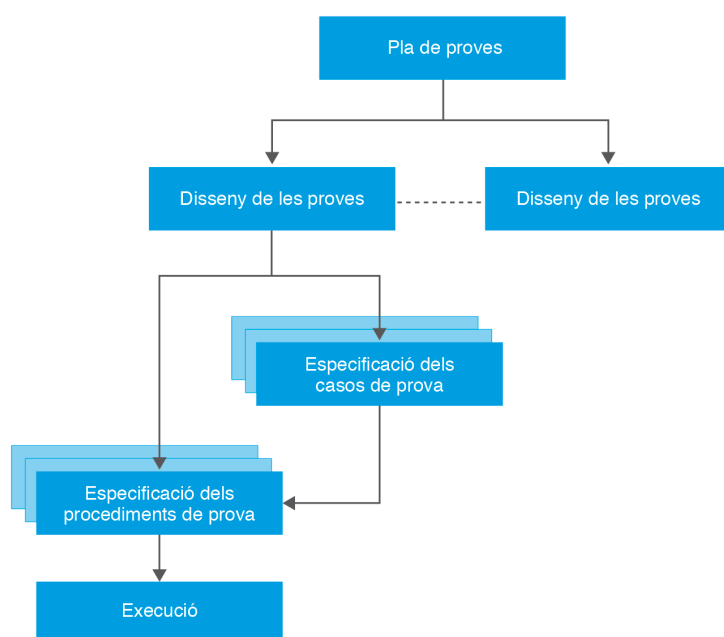 Pla de proves
Disseny de les proves
Disseny de les proves
Especificació dels
casos de prova
Especificació dels
procediments de prova
Execució